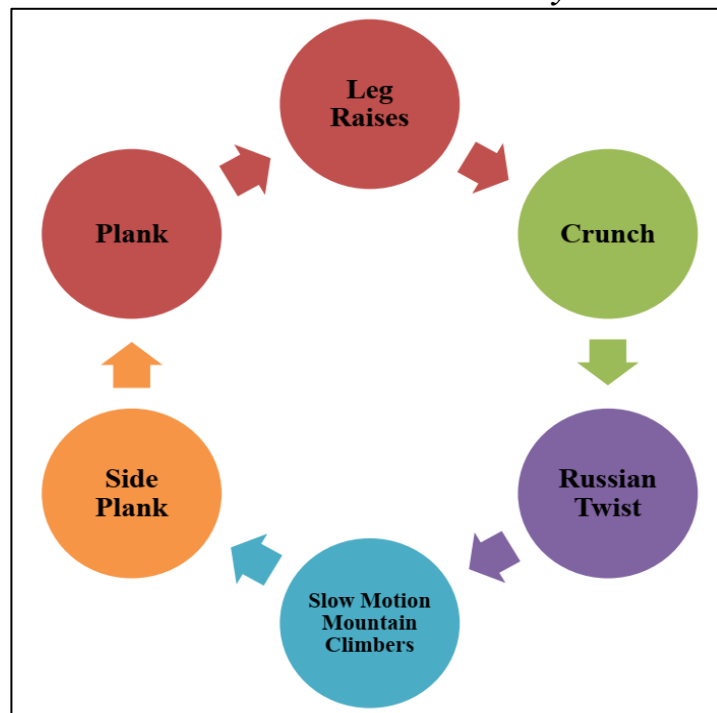 Leg
Raises
Crunch
Russian
Twist
Slow Motion
Mountain
Climbers
Side
Plank
Plank